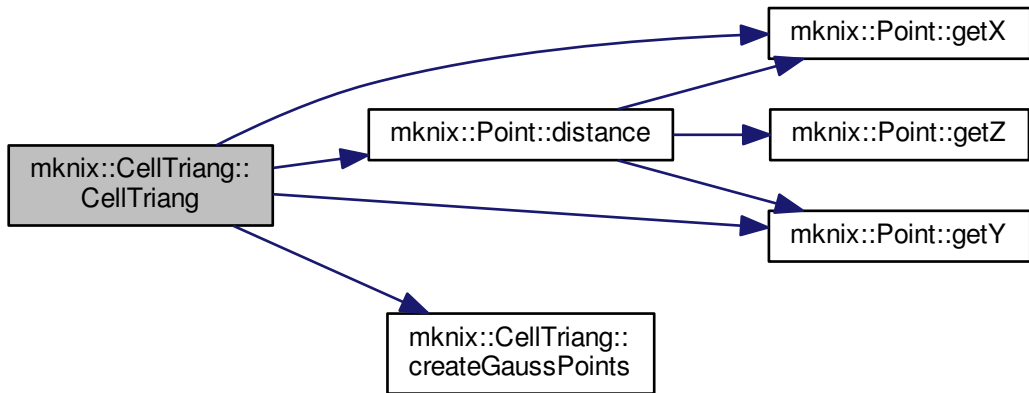 mknix::Point::getX
mknix::Point::distance
mknix::Point::getZ
mknix::CellTriang::
CellTriang
mknix::Point::getY
mknix::CellTriang::
createGaussPoints